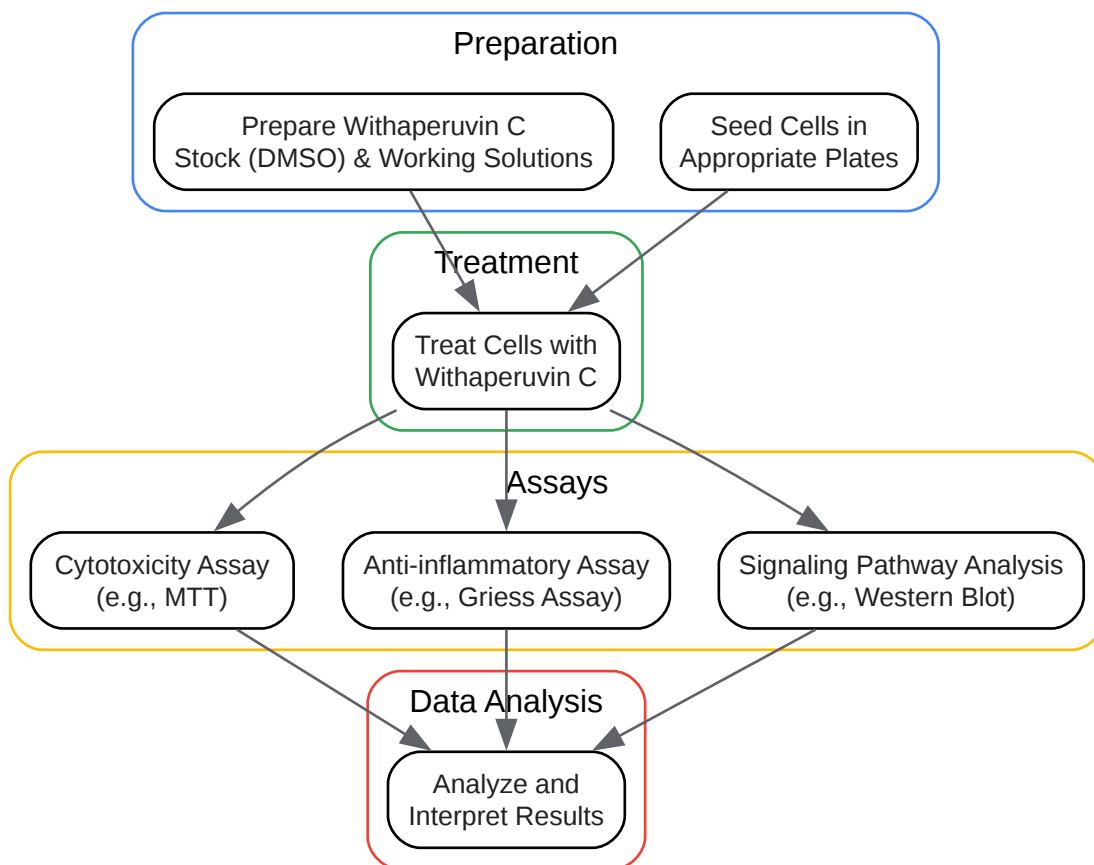 Preparation
Prepare Withaperuvin C
Stock (DMSO) & Working Solutions
Seed Cells in
Appropriate Plates
Treatment
Treat Cells with
Withaperuvin C
Assays
Cytotoxicity Assay
(e.g., MTT)
Anti-inflammatory Assay
(e.g., Griess Assay)
Signaling Pathway Analysis
(e.g., Western Blot)
Data Analysis
Analyze and
Interpret Results